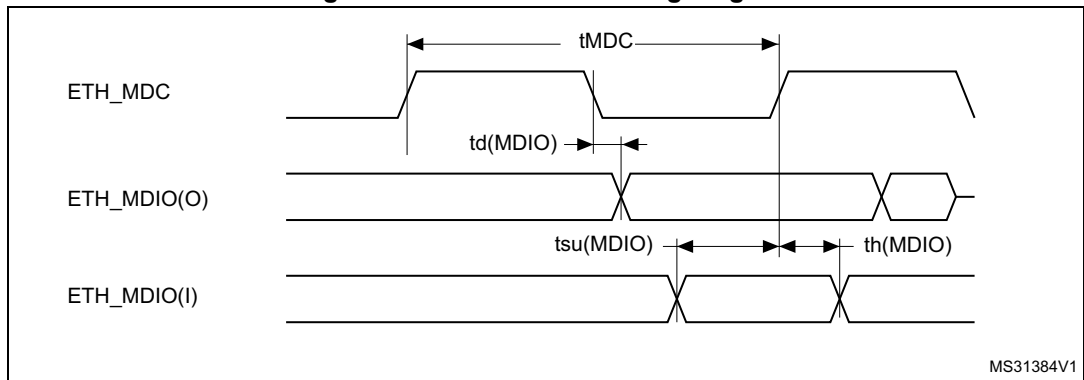 tMDC
ETH_MDC
td(MDIO)
ETH_MDIO(O)
tsu(MDIO)
th(MDIO)
ETH_MDIO(I)
MS31384V1